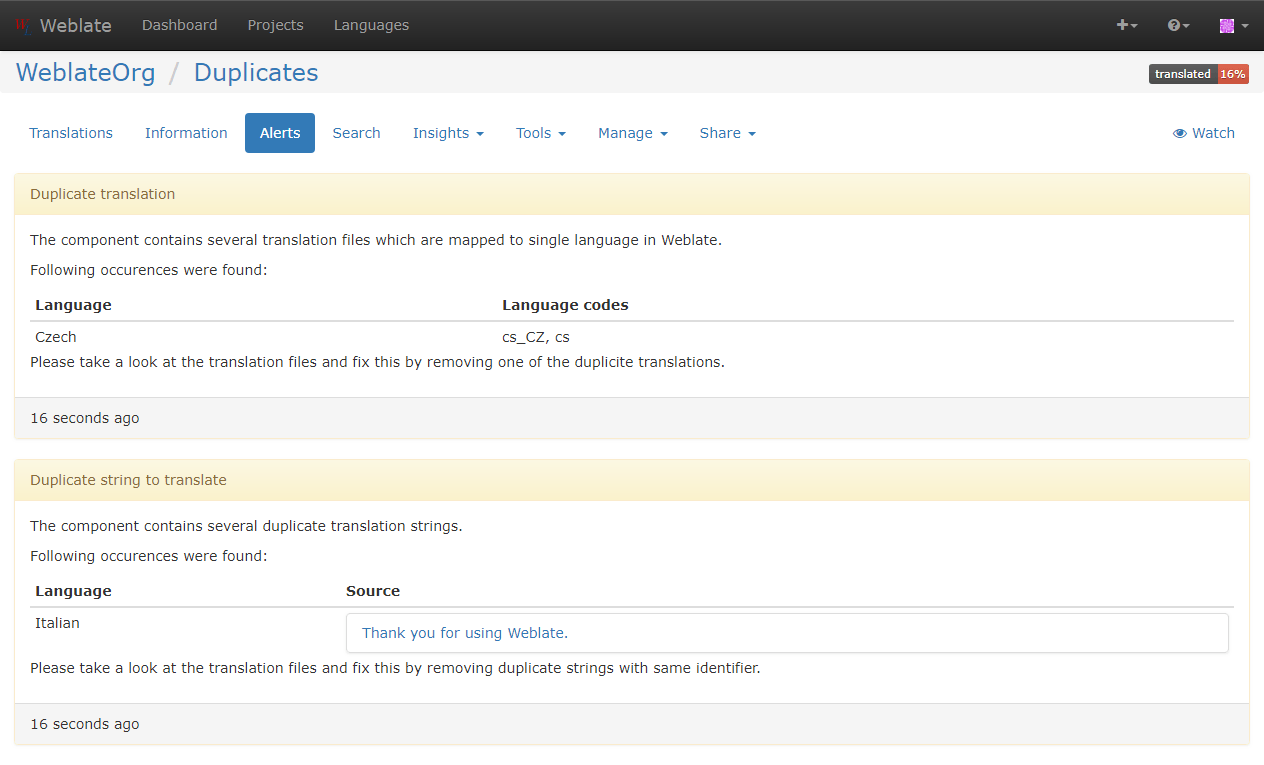 Weblate Dashboard Projects Languages
WeblateOrg / Duplicates translated 16%
Translations Information Alerts Search Insights Tools Manage Share Watch
Duplicate translation
The component contains several translation files which are mapped to single language in Weblate.
Following occurences were found:
Language Language codes
Czech cs_CZ, cs
Please take a look at the translation files and fix this by removing one of the duplicite translations.
16 seconds ago
Duplicate string to translate
The component contains several duplicate translation strings.
Following occurences were found:
Language Source
Italian Thank you for using Weblate.
Please take a look at the translation files and fix this by removing duplicate strings with same identifier.
16 seconds ago